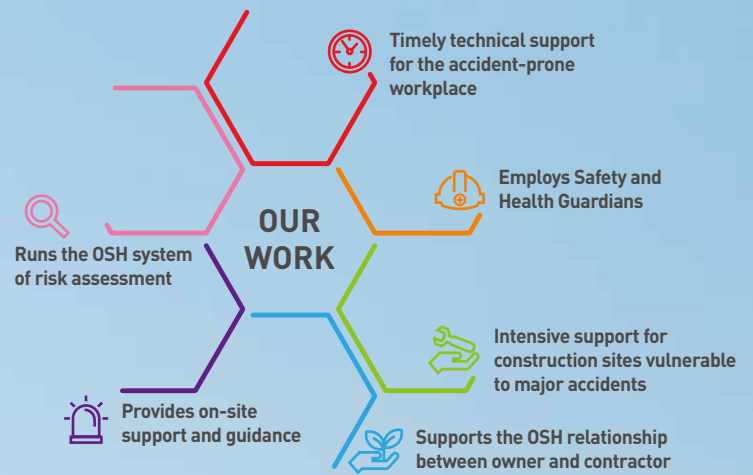 Timely technical support
for the accident-prone
workplace
Employs Safety and
Health Guardians
OUR
WORK
Runs the OSH system
of risk assessment
Intensive support for
construction sites vulnerable
to major accidents
Provides on-site
support and guidance
Supports the OSH relationship
between owner and contractor